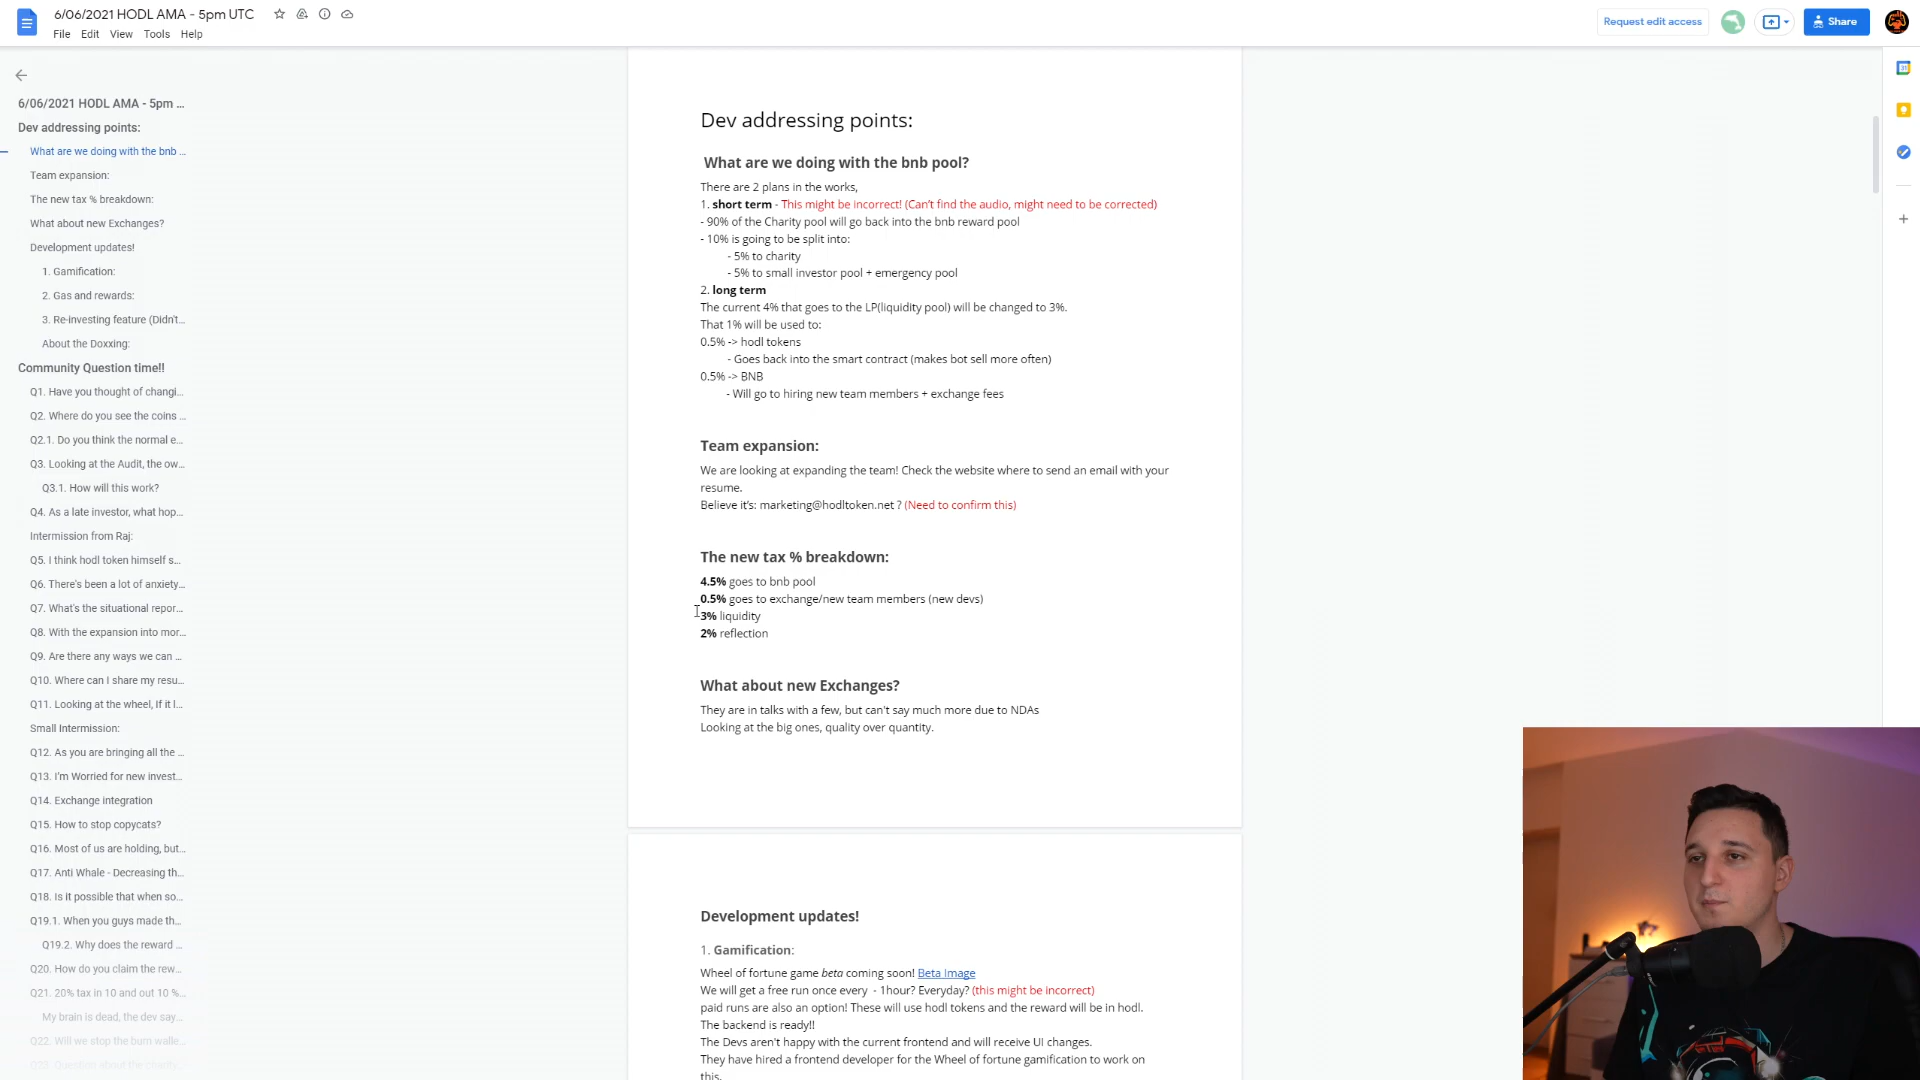 6/06/2021 HODL AMA - 5pm UTC
File Edit View Tools Help
Request edit access
Share
6/06/2021 HODL AMA - 5pm ...
Dev addressing points:
What are we doing with the bnb ...
Team expansion:
The new tax % breakdown:
What about new Exchanges?
Development updates!
1. Gamification:
2. Gas and rewards:
3. Re-investing feature (Didn't...
About the Doxxing:
Community Question time!!
Q1. Have you thought of changi...
Q2. Where do you see the coins ...
Q2.1. Do you think the normal e...
Q3. Looking at the Audit, the ow...
Q3.1. How will this work?
Q4. As a late investor, what hop...
Intermission from Raj:
Q5. I think hodl token himself s...
Q6. There's been a lot of anxiety...
Q7. What's the situational repor...
Q8. With the expansion into mor...
Q9. Are there any ways we can ...
Q10. Where can I share my resu...
Q11. Looking at the wheel, If it l...
Small Intermission:
Q12. As you are bringing all the ...
Q13. I'm Worried for new invest...
Q14. Exchange integration
Q15. How to stop copycats?
Q16. Most of us are holding, but...
Q17. Anti Whale - Decreasing th...
Q18. Is it possible that when so...
Q19.1. When you guys made th...
Q19.2. Why does the reward ...
Q20. How do you claim the rew...
Q21. 20% tax in 10 and out 10 %...
My brain is dead, the dev say...
Q22. Will we stop the burn walle...
Q23. Question about the charity...
Dev addressing points:
What are we doing with the bnb pool?
There are 2 plans in the works,
1. short term - This might be incorrect! (Can't find the audio, might need to be corrected)
- 90% of the Charity pool will go back into the bnb reward pool
- 10% is going to be split into:
- 5% to charity
- 5% to small investor pool + emergency pool
2. long term
The current 4% that goes to the LP(liquidity pool) will be changed to 3%.
That 1% will be used to:
0.5% -> hodl tokens
- Goes back into the smart contract (makes bot sell more often)
0.5% -> BNB
- Will go to hiring new team members + exchange fees
Team expansion:
We are looking at expanding the team! Check the website where to send an email with your
resume.
Believe it's: marketing@hodltoken.net ? (Need to confirm this)
The new tax % breakdown:
4.5% goes to bnb pool
0.5% goes to exchange/new team members (new devs)
3% liquidity
2% reflection
What about new Exchanges?
They are in talks with a few, but can't say much more due to NDAs
Looking at the big ones, quality over quantity.
Development updates!
1. Gamification:
Wheel of fortune game beta coming soon! Beta Image
We will get a free run once every - 1hour? Everyday? (this might be incorrect)
paid runs are also an option! These will use hodl tokens and the reward will be in hodl.
The backend is ready!!
The Devs aren't happy with the current frontend and will receive UI changes.
They have hired a frontend developer for the Wheel of fortune gamification to work on
this.